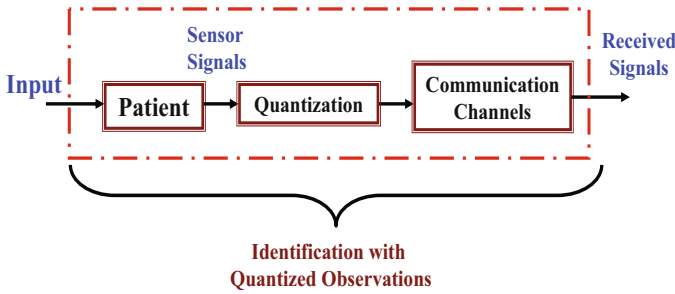 Input
Patient
Sensor
Signals
Quantization
Communication
Channels
Received
Signals
Identification with
Quantized Observations